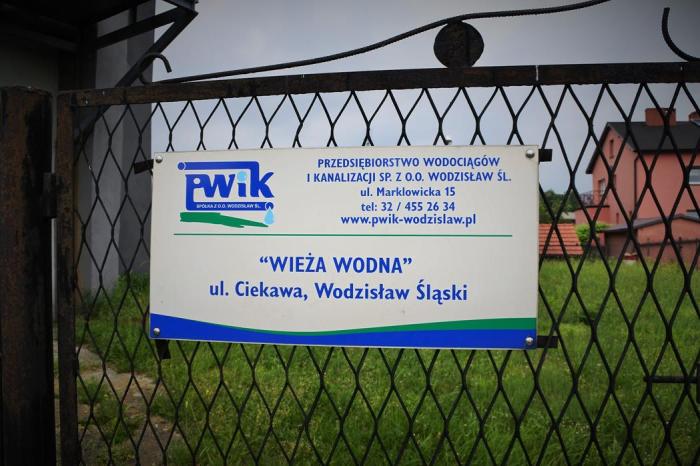 PWiK
SPÓŁKA Z O.O. WODZISŁAW ŚL.
PRZEDSIĘBIORSTWO WODOCIĄGÓW
I KANALIZACJI SP. Z O.O. WODZISŁAW ŚL.
ul. Marklowicka 15
tel: 32 / 455 26 34
www.pwik-wodzislaw.pl
"WIEŻA WODNA"
ul. Ciekawa, Wodzisław Śląski